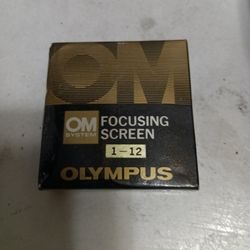 OM
OM
SYSTEM
FOCUSING
SCREEN
1-12
OLYMPUS